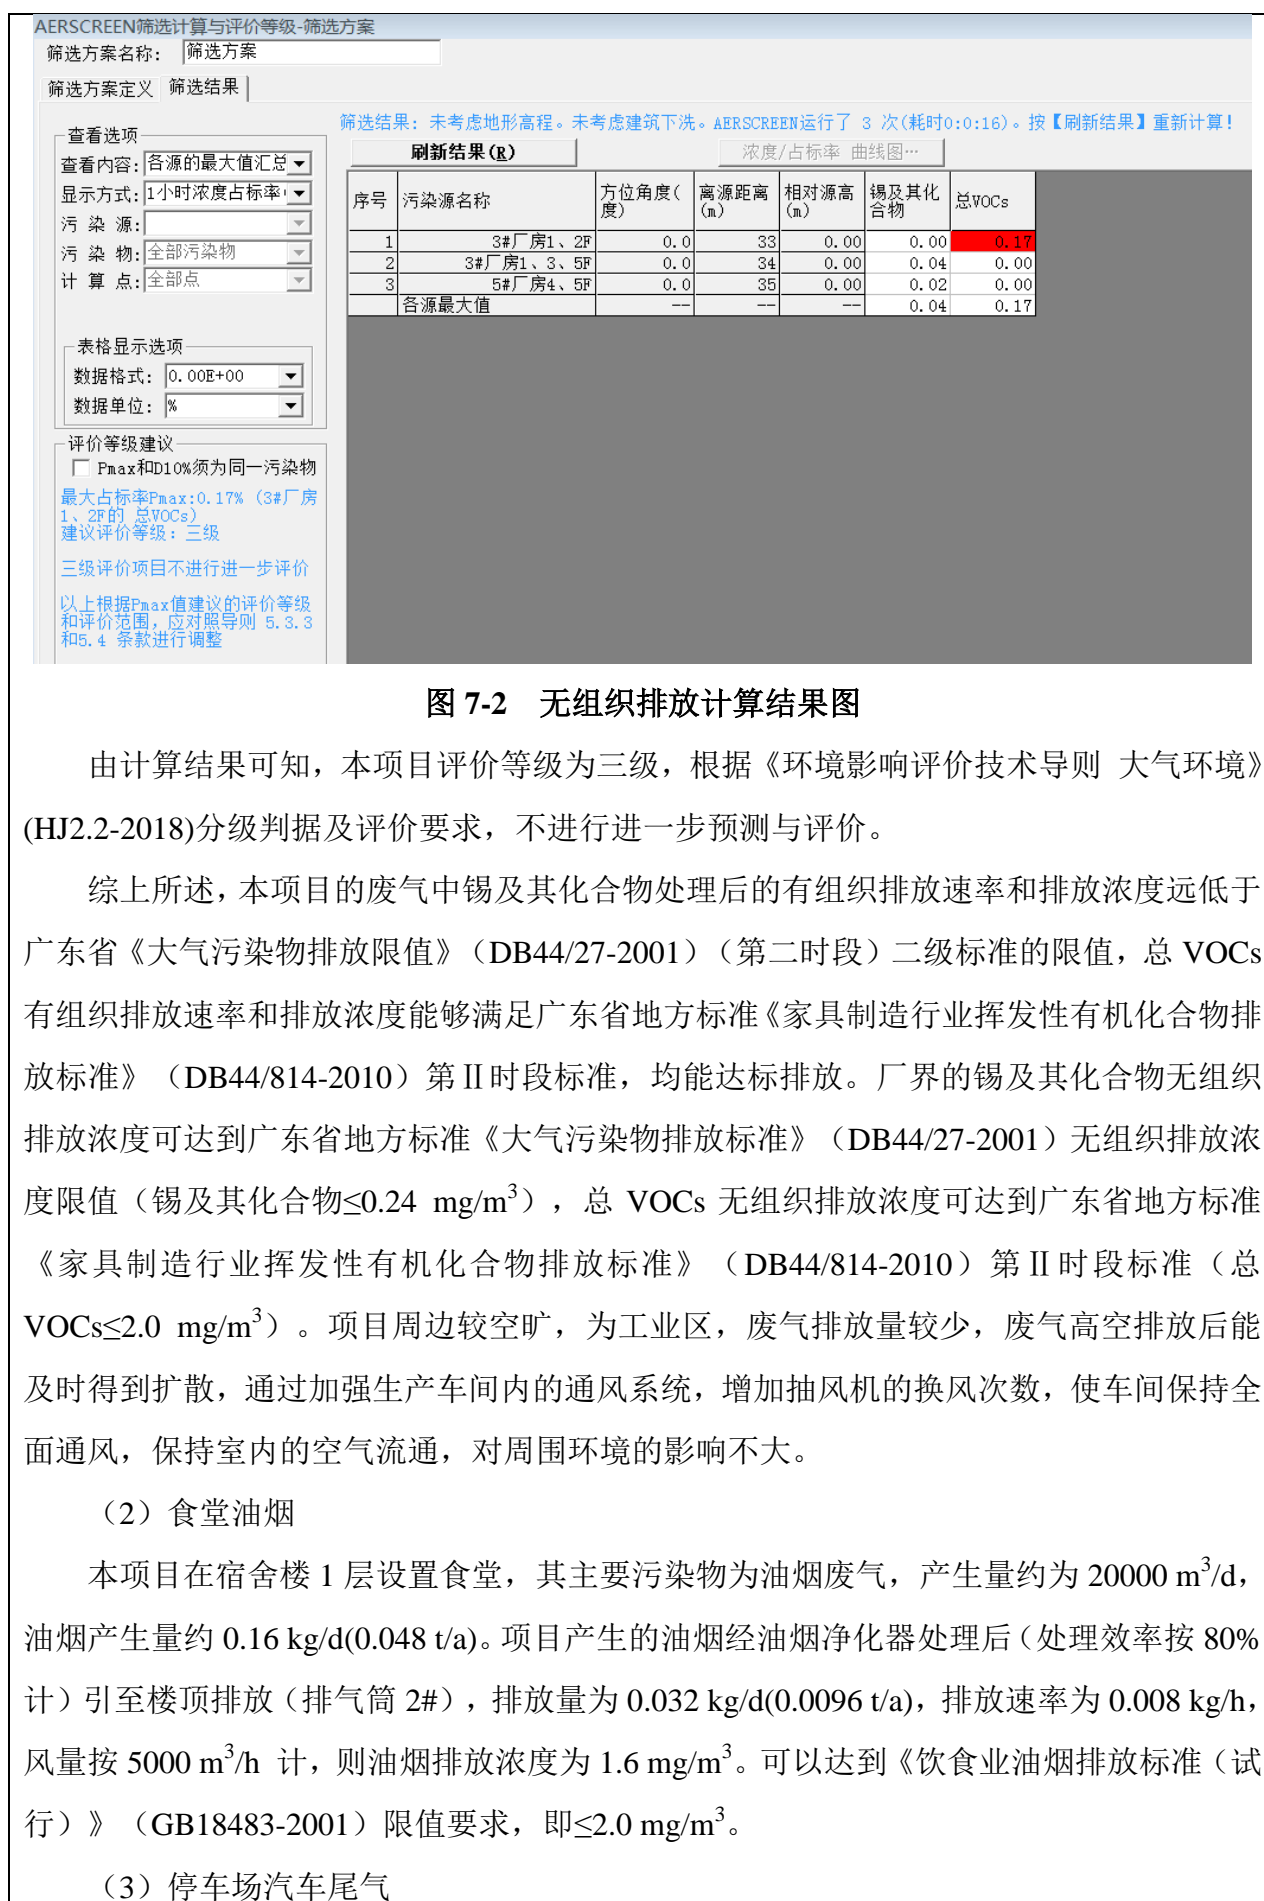 AERSCREEN筛选计算与评价等级-筛选方案
筛选方案名称: 筛选方案
筛选方案定义 筛选结果
筛选结果: 未考虑地形高程。未考虑建筑下洗。AERSCREEN运行了 3 次(耗时0:0:16)。按【刷新结果】重新计算!
查看选项
查看内容: 各源的最大值汇总
显示方式: 1小时浓度占标率
污 染 源:
污 染 物: 全部污染物
计 算 点: 全部点
表格显示选项
数据格式: 0.00E+00
数据单位: %
评价等级建议
Pmax和D10%须为同一污染物
最大占标率Pmax:0.17% (3#厂房
1、2F的 总VOCs)
建议评价等级: 三级
三级评价项目不进行进一步评价
以上根据Pmax值建议的评价等级
和评价范围, 应对照导则 5.3.3
和5.4 条款进行调整
刷新结果(R) 浓度/占标率 曲线图…
序号 污染源名称 方位角度(度) 离源距离(m) 相对源高(m) 锡及其化合物 总VOCs
1 3#厂房1、2F 0.0 33 0.00 0.00 0.17
2 3#厂房1、3、5F 0.0 34 0.00 0.04 0.00
3 5#厂房4、5F 0.0 35 0.00 0.02 0.00
各源最大值 -- -- -- 0.04 0.17
图 7-2 无组织排放计算结果图
由计算结果可知，本项目评价等级为三级，根据《环境影响评价技术导则 大气环境》
(HJ2.2-2018)分级判据及评价要求，不进行进一步预测与评价。
综上所述，本项目的废气中锡及其化合物处理后的有组织排放速率和排放浓度远低于
广东省《大气污染物排放限值》（DB44/27-2001）（第二时段）二级标准的限值，总 VOCs
有组织排放速率和排放浓度能够满足广东省地方标准《家具制造行业挥发性有机化合物排
放标准》（DB44/814-2010）第Ⅱ时段标准，均能达标排放。厂界的锡及其化合物无组织
排放浓度可达到广东省地方标准《大气污染物排放标准》（DB44/27-2001）无组织排放浓
度限值（锡及其化合物≤0.24 mg/m³），总 VOCs 无组织排放浓度可达到广东省地方标准
《家具制造行业挥发性有机化合物排放标准》（DB44/814-2010）第Ⅱ时段标准（总
VOCs≤2.0 mg/m³）。项目周边较空旷，为工业区，废气排放量较少，废气高空排放后能
及时得到扩散，通过加强生产车间内的通风系统，增加抽风机的换风次数，使车间保持全
面通风，保持室内的空气流通，对周围环境的影响不大。
（2）食堂油烟
本项目在宿舍楼 1 层设置食堂，其主要污染物为油烟废气，产生量约为 20000 m³/d，
油烟产生量约 0.16 kg/d(0.048 t/a)。项目产生的油烟经油烟净化器处理后（处理效率按 80%
计）引至楼顶排放（排气筒 2#），排放量为 0.032 kg/d(0.0096 t/a)，排放速率为 0.008 kg/h，
风量按 5000 m³/h 计，则油烟排放浓度为 1.6 mg/m³。可以达到《饮食业油烟排放标准（试
行）》（GB18483-2001）限值要求，即≤2.0 mg/m³。
（3）停车场汽车尾气